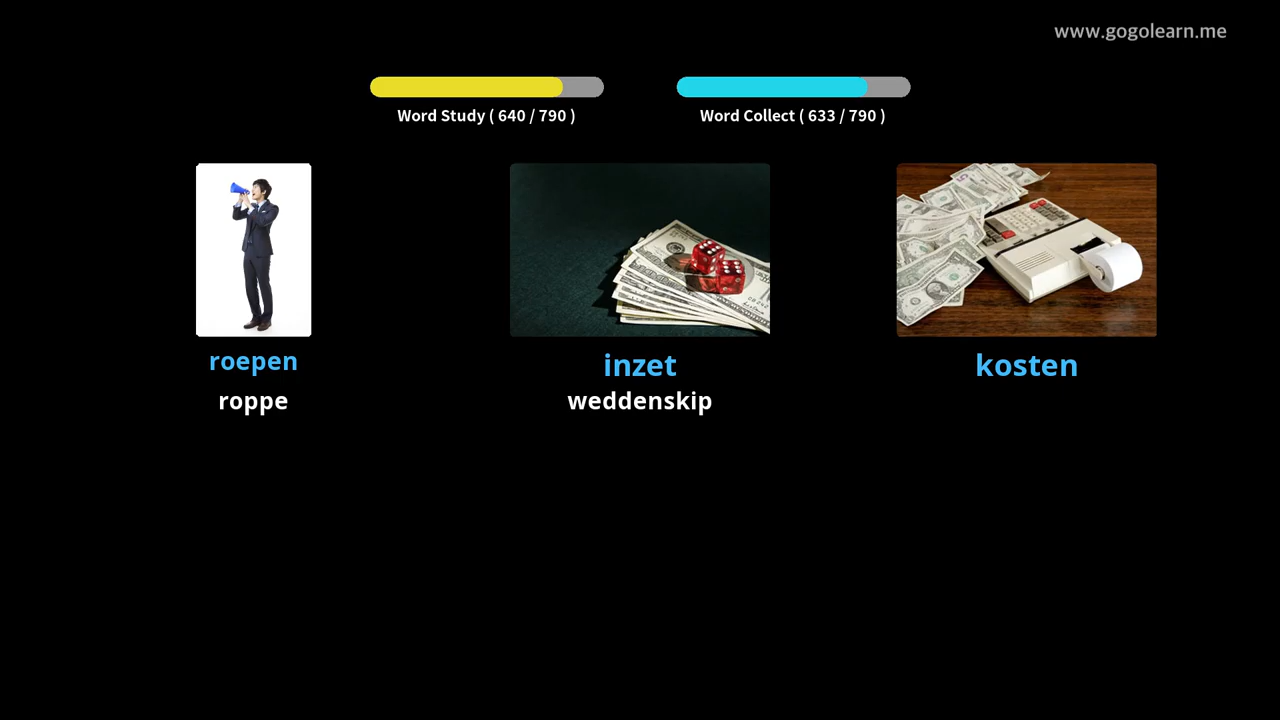 www.gogolearn.me
Word Study ( 640 / 790 )
Word Collect ( 633 / 790 )
roepen
inzet
kosten
roppe
weddenskip